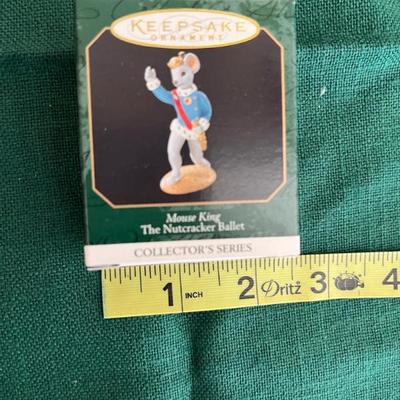 KEEPSAKE
ORNAMENT
Mouse King
The Nutcracker Ballet
COLLECTOR'S SERIES
1 INCH 2 Dritz 3 4